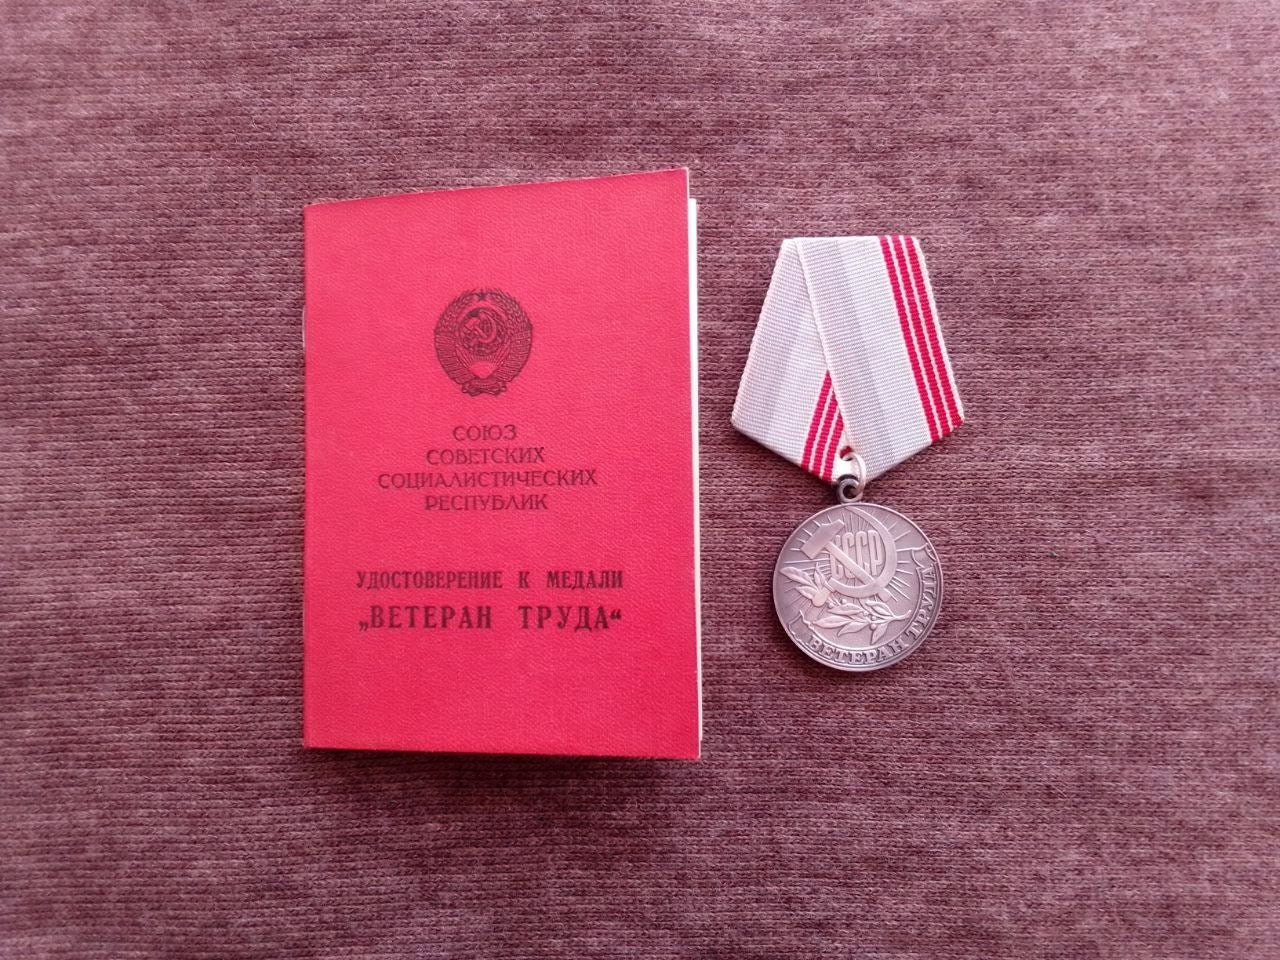 СОЮЗ
СОВЕТСКИХ
СОЦИАЛИСТИЧЕСКИХ
РЕСПУБЛИК
УДОСТОВЕРЕНИЕ К МЕДАЛИ
„ВЕТЕРАН ТРУДА“
СССР
ВЕТЕРАН ТРУДА